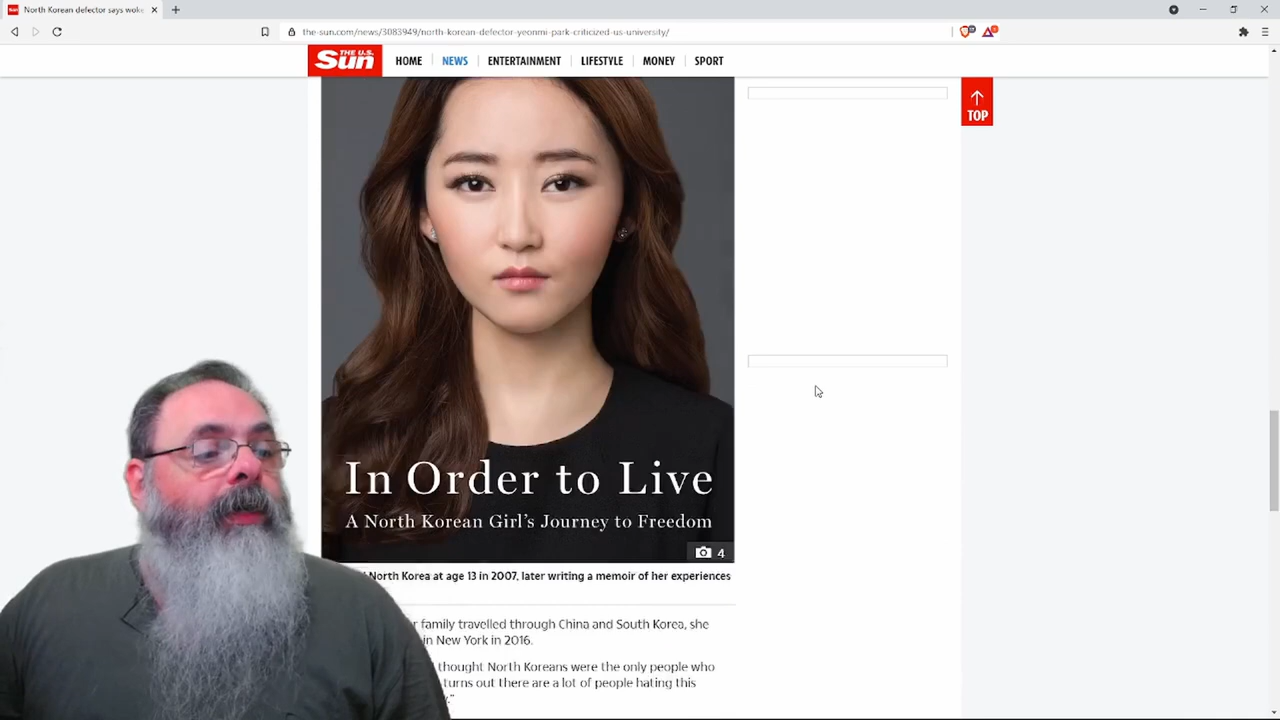 North Korean defector says woke
the-sun.com/news/3083949/north-korean-defector-yeonmi-park-criticized-us-university/
THE U.S. Sun
HOME NEWS ENTERTAINMENT LIFESTYLE MONEY SPORT
TOP
In Order to Live
A North Korean Girl's Journey to Freedom
4
North Korea at age 13 in 2007, later writing a memoir of her experiences
family travelled through China and South Korea, she
in New York in 2016.
thought North Koreans were the only people who
turns out there are a lot of people hating this